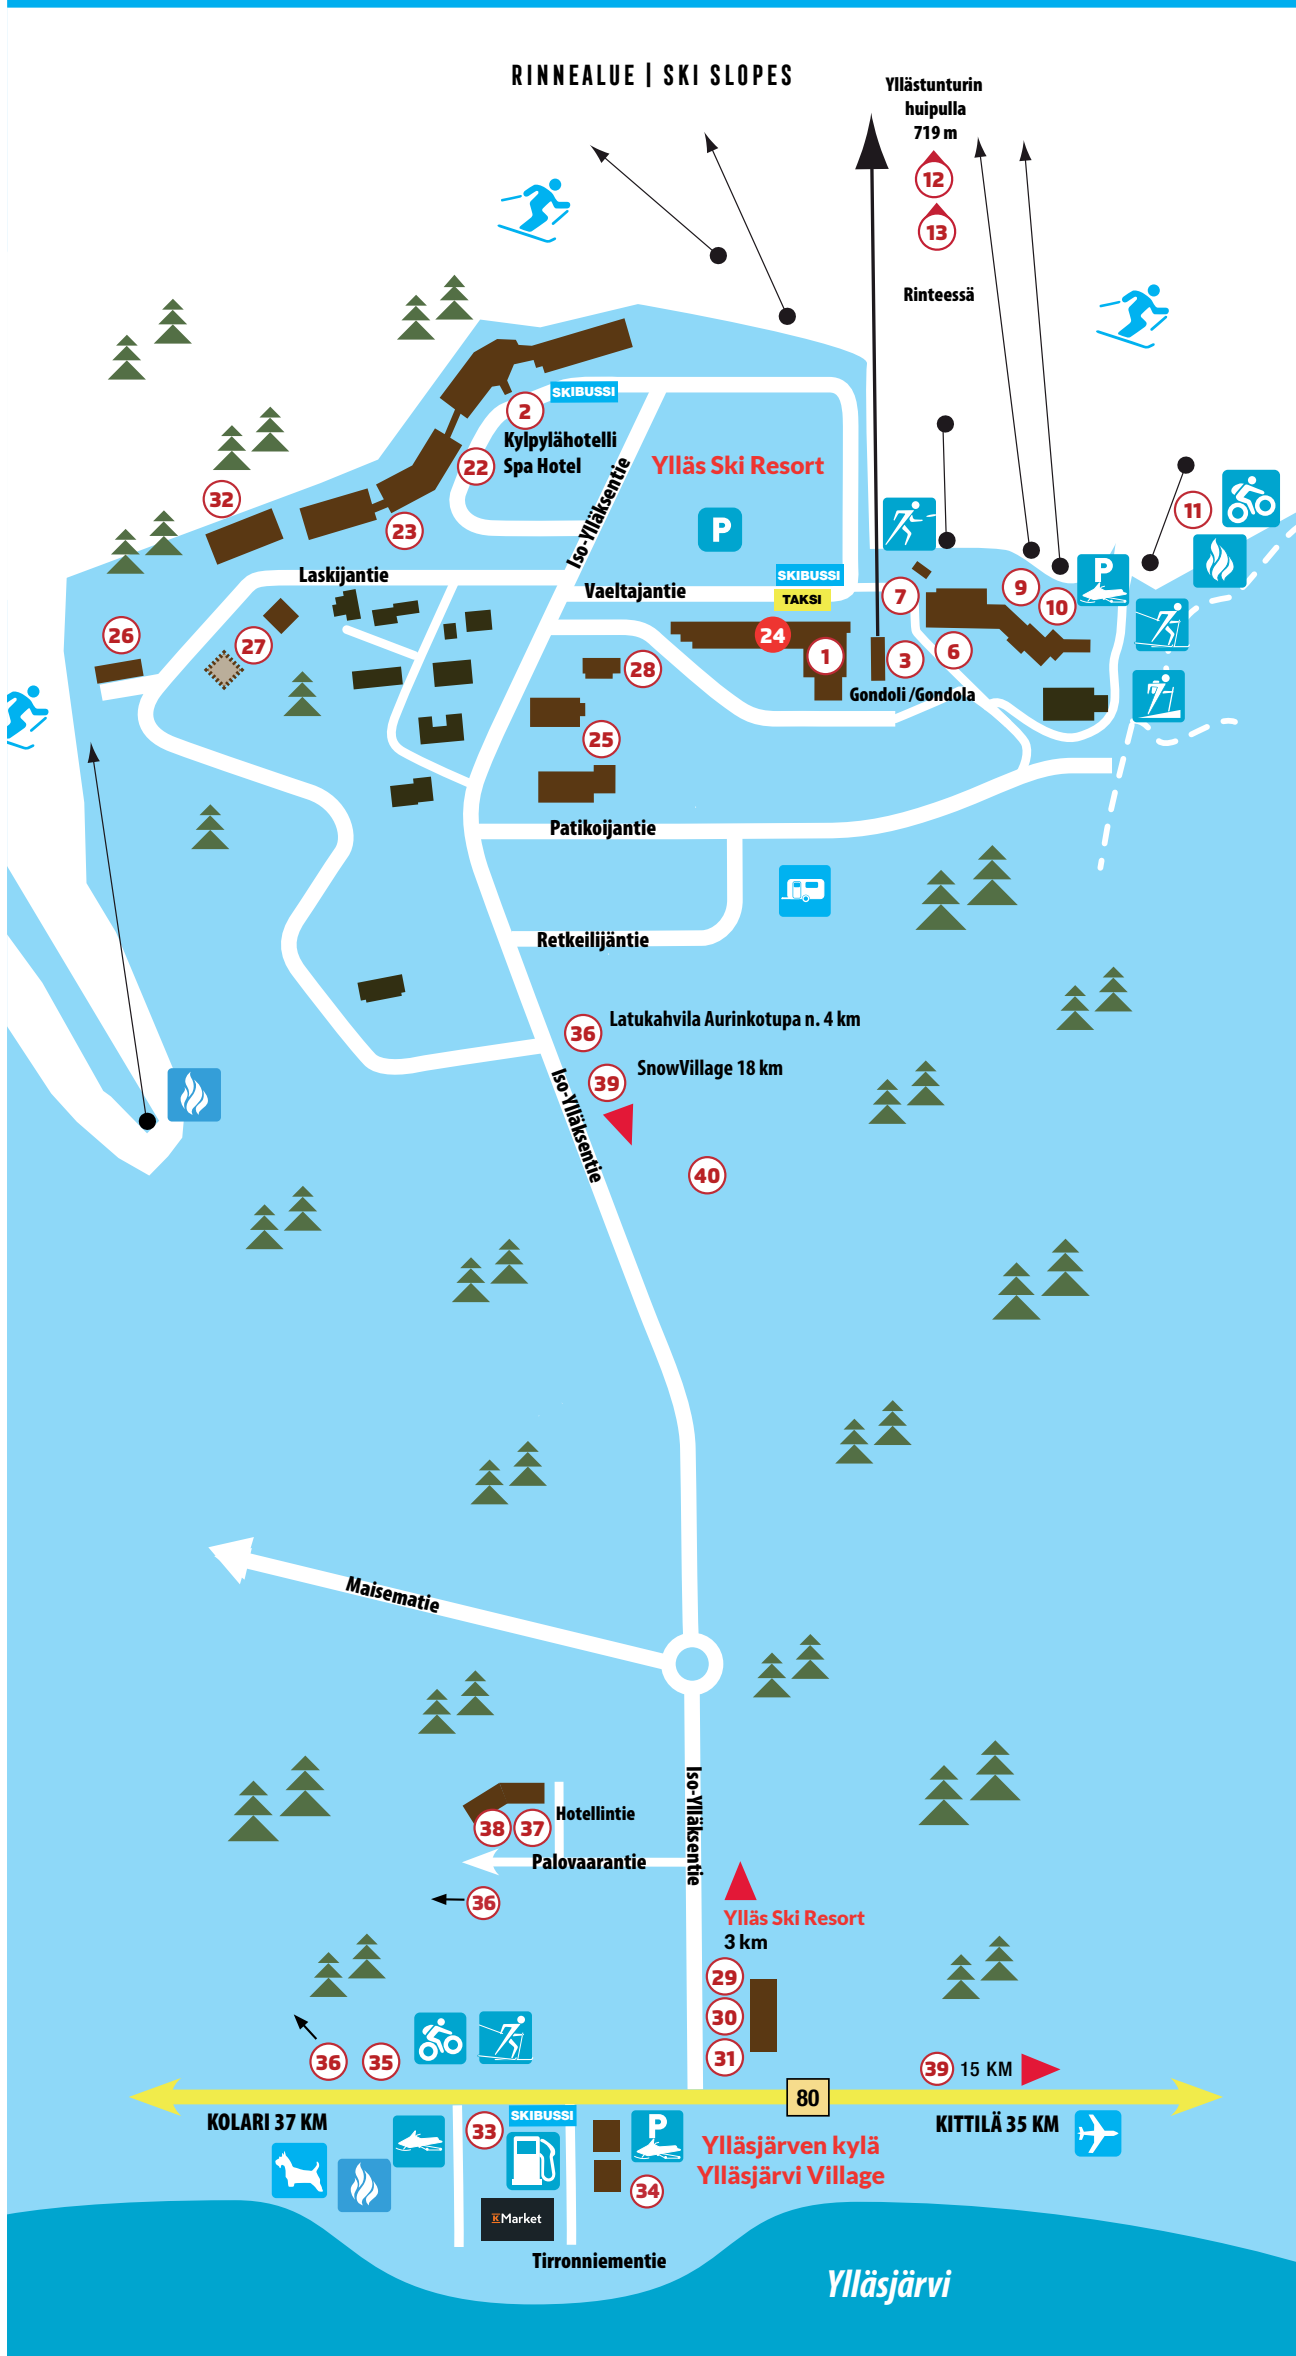 RINNEALUE | SKI SLOPES
Yllästunturin
huipulla
719 m
12
13
Rinteessä
SKIBUSSI
2
Kylpylähotelli
Spa Hotel
22
Iso-Ylläksentie
Ylläs Ski Resort
32
23
P
11
Laskijantie
Vaeltajantie
SKIBUSSI
TAKSI
7
9
10
P
26
27
28
24
1
3
6
Gondoli /Gondola
25
Patikoijantie
Retkeilijäntie
36
Latukahvila Aurinkotupa n. 4 km
39
SnowVillage 18 km
Iso-Ylläksentie
40
Maisematie
Iso-Ylläksentie
38
37
Hotellintie
Palovaarantie
36
Ylläs Ski Resort
3 km
29
30
31
36
35
39
15 KM
80
KOLARI 37 KM
KITTILÄ 35 KM
33
SKIBUSSI
P
Ylläsjärven kylä
Ylläsjärvi Village
34
K Market
Tirronniementie
Ylläsjärvi